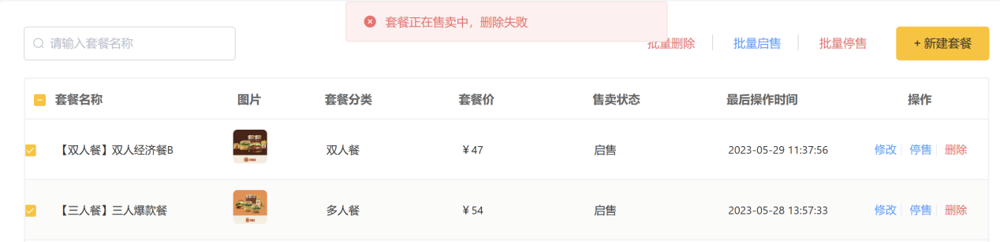 套餐正在售卖中，删除失败
请输入套餐名称
批量删除
批量启售
批量停售
+ 新建套餐
套餐名称 图片 套餐分类 套餐价 售卖状态 最后操作时间 操作
【双人餐】双人经济餐B 双人餐 ￥47 启售 2023-05-29 11:37:56 修改 停售 删除
【三人餐】三人爆款餐 多人餐 ￥54 启售 2023-05-28 13:57:33 修改 停售 删除